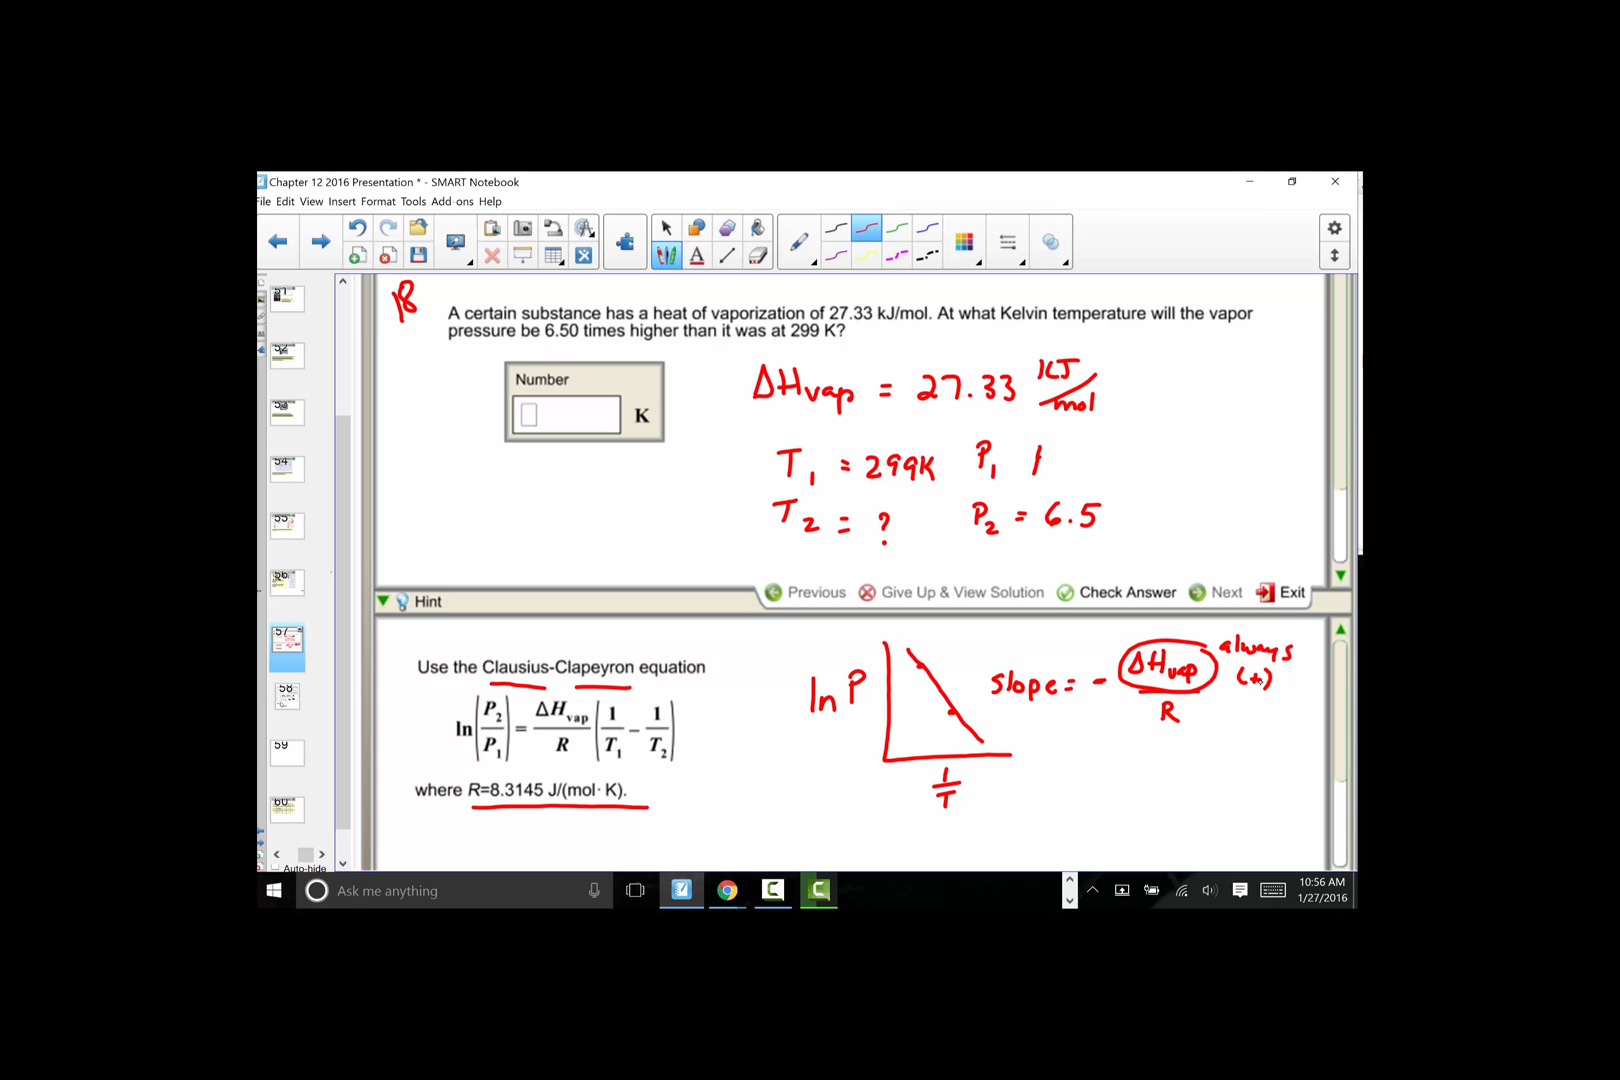 Chapter 12 2016 Presentation * - SMART Notebook
File Edit View Insert Format Tools Add-ons Help
18
A certain substance has a heat of vaporization of 27.33 kJ/mol. At what Kelvin temperature will the vapor
pressure be 6.50 times higher than it was at 299 K?
Number
K
ΔHvap = 27.33 KJ/mol
T1 = 299K P1 1
T2 = ? P2 = 6.5
51
52
53
54
55
56
57
58
59
60
Auto-hide
Hint
Previous Give Up & View Solution Check Answer Next Exit
Use the Clausius-Clapeyron equation
ln(P2/P1) = ΔHvap/R (1/T1 − 1/T2)
where R=8.3145 J/(mol· K).
ln P
1/T
slope = - ΔHvap/R
always
(+)
Ask me anything
10:56 AM
1/27/2016